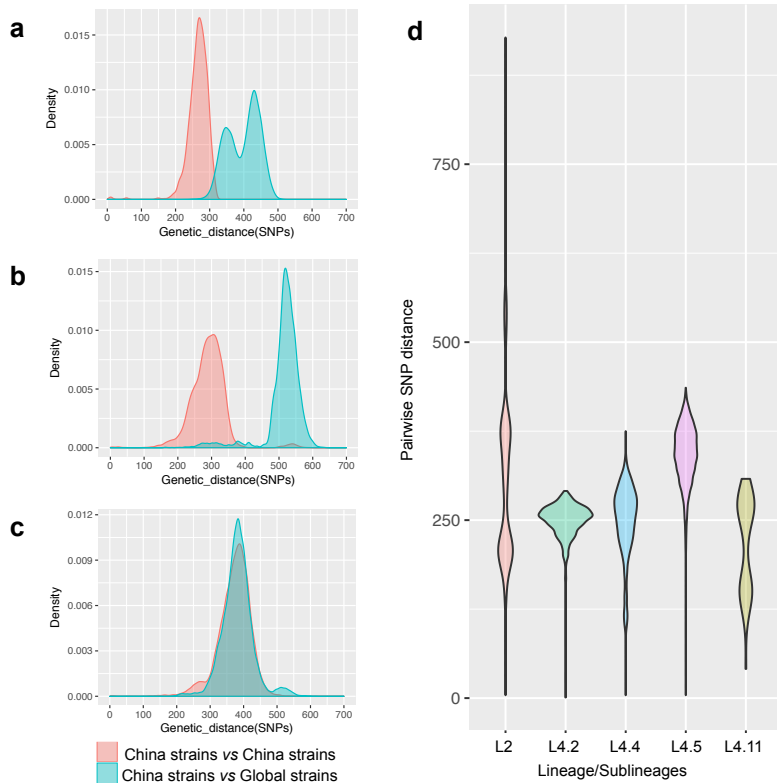 a
0.015
0.010
0.005
0.000
Density
0 100 200 300 400 500 600 700
Genetic_distance(SNPs)
b
0.015
0.010
0.005
0.000
Density
0 100 200 300 400 500 600 700
Genetic_distance(SNPs)
c
0.012
0.009
0.006
0.003
0.000
Density
0 100 200 300 400 500 600 700
Genetic_distance(SNPs)
China strains vs China strains
China strains vs Global strains
d
750
500
250
0
Pairwise SNP distance
L2 L4.2 L4.4 L4.5 L4.11
Lineage/Sublineages